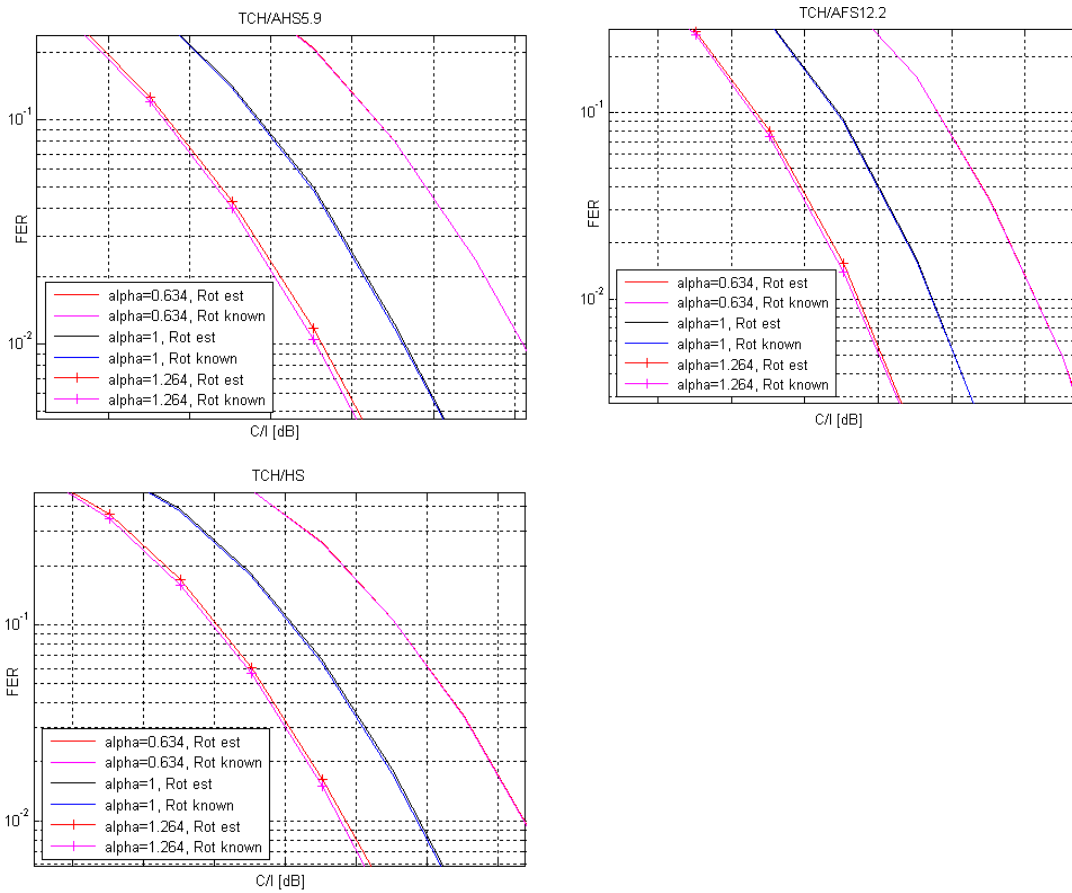 TCH/AHS5.9
10^-1
FER
10^-2
alpha=0.634, Rot est
alpha=0.634, Rot known
alpha=1, Rot est
alpha=1, Rot known
alpha=1.264, Rot est
alpha=1.264, Rot known
C/I [dB]
TCH/AFS12.2
10^-1
FER
10^-2
alpha=0.634, Rot est
alpha=0.634, Rot known
alpha=1, Rot est
alpha=1, Rot known
alpha=1.264, Rot est
alpha=1.264, Rot known
C/I [dB]
TCH/HS
10^-1
FER
10^-2
alpha=0.634, Rot est
alpha=0.634, Rot known
alpha=1, Rot est
alpha=1, Rot known
alpha=1.264, Rot est
alpha=1.264, Rot known
C/I [dB]